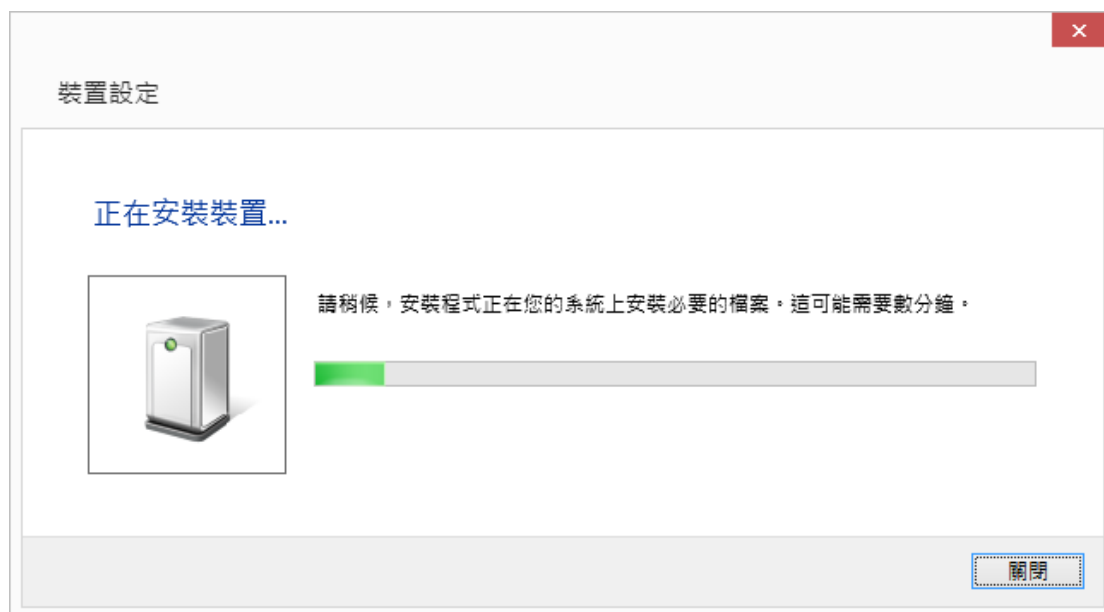 裝置設定
正在安裝裝置...
請稍候，安裝程式正在您的系統上安裝必要的檔案。這可能需要數分鐘。
關閉